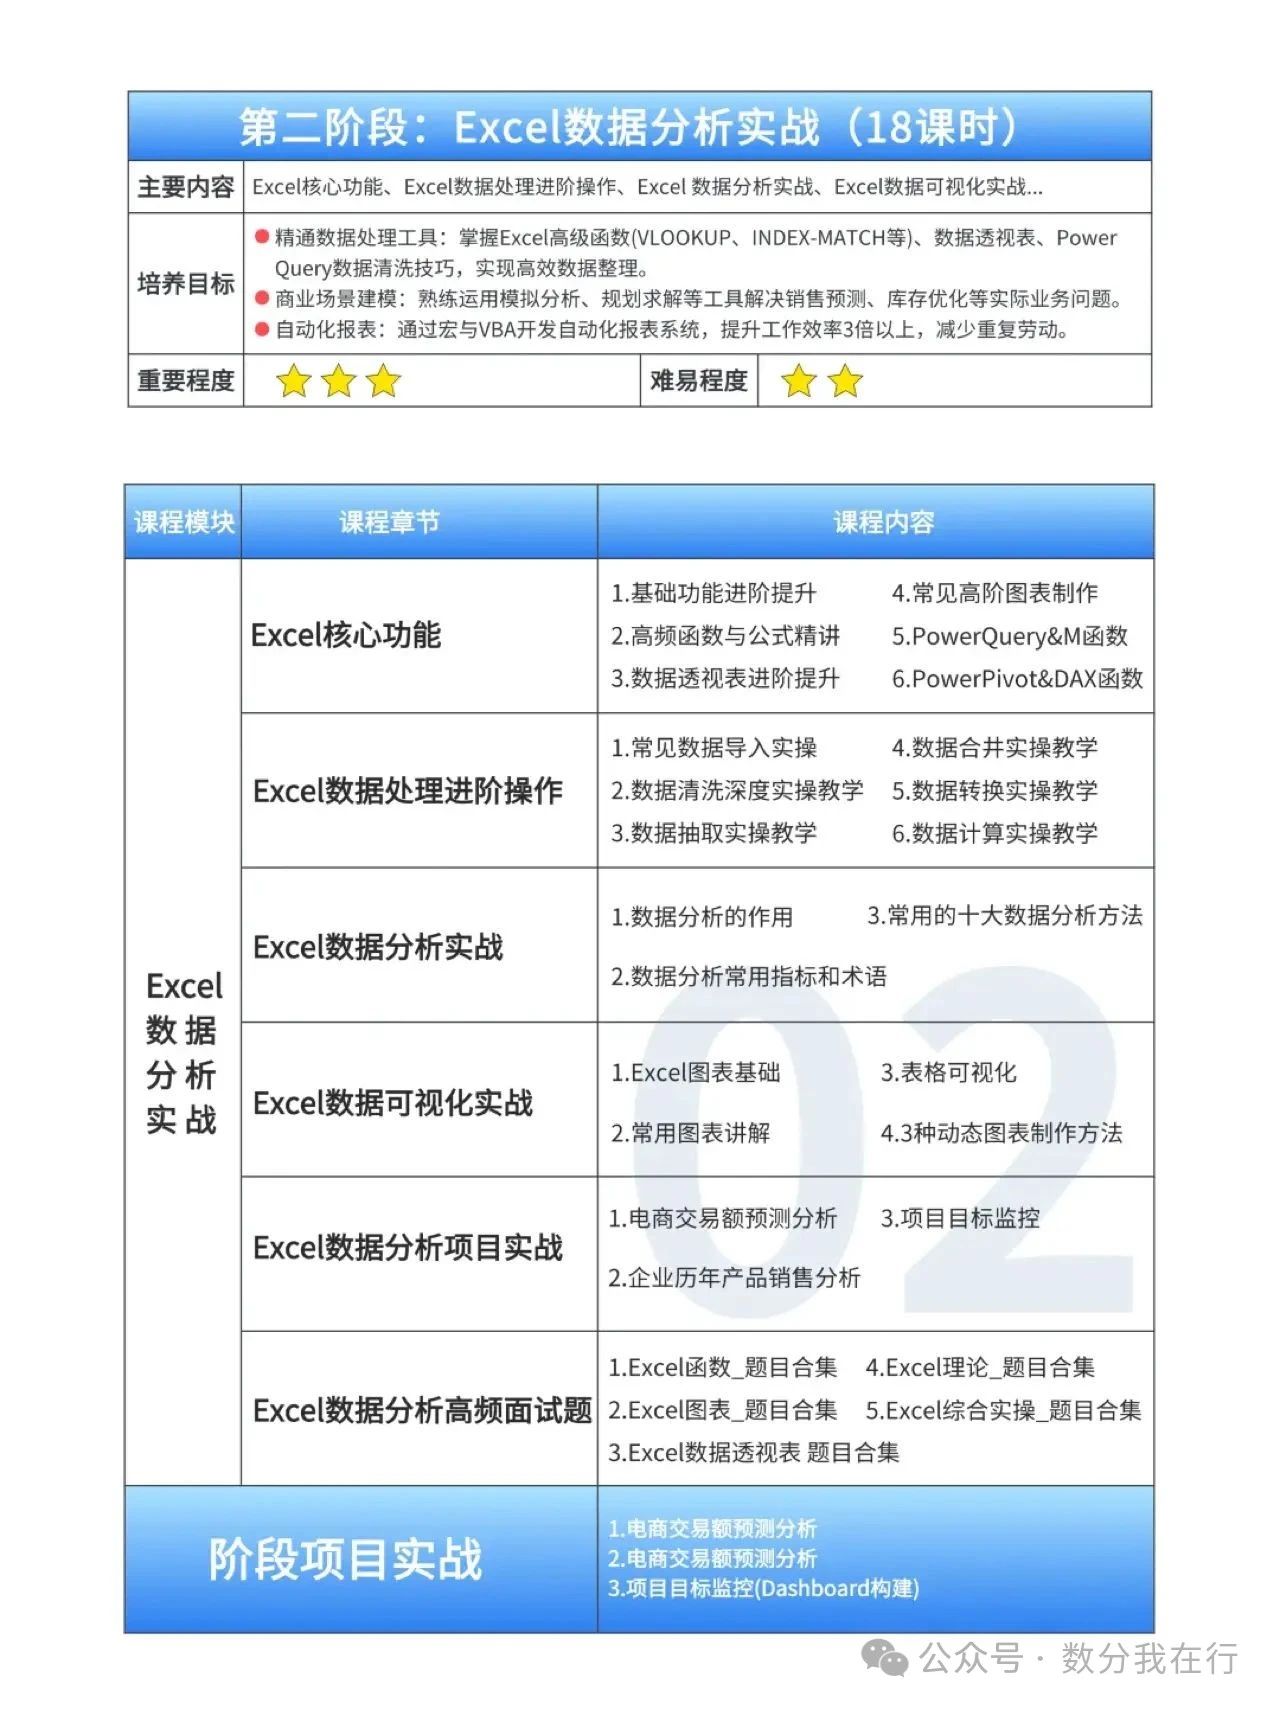 第二阶段：Excel数据分析实战（18课时）
主要内容
Excel核心功能、Excel数据处理进阶操作、Excel 数据分析实战、Excel数据可视化实战...
培养目标
精通数据处理工具：掌握Excel高级函数(VLOOKUP、INDEX-MATCH等)、数据透视表、Power
Query数据清洗技巧，实现高效数据整理。
商业场景建模：熟练运用模拟分析、规划求解等工具解决销售预测、库存优化等实际业务问题。
自动化报表：通过宏与VBA开发自动化报表系统，提升工作效率3倍以上，减少重复劳动。
重要程度
难易程度
课程模块
课程章节
课程内容
Excel
数据
分析
实战
Excel核心功能
1.基础功能进阶提升
2.高频函数与公式精讲
3.数据透视表进阶提升
4.常见高阶图表制作
5.PowerQuery&M函数
6.PowerPivot&DAX函数
Excel数据处理进阶操作
1.常见数据导入实操
2.数据清洗深度实操教学
3.数据抽取实操教学
4.数据合并实操教学
5.数据转换实操教学
6.数据计算实操教学
Excel数据分析实战
1.数据分析的作用
2.数据分析常用指标和术语
3.常用的十大数据分析方法
Excel数据可视化实战
1.Excel图表基础
2.常用图表讲解
3.表格可视化
4.3种动态图表制作方法
02
Excel数据分析项目实战
1.电商交易额预测分析
2.企业历年产品销售分析
3.项目目标监控
Excel数据分析高频面试题
1.Excel函数_题目合集
2.Excel图表_题目合集
3.Excel数据透视表 题目合集
4.Excel理论_题目合集
5.Excel综合实操_题目合集
阶段项目实战
1.电商交易额预测分析
2.电商交易额预测分析
3.项目目标监控(Dashboard构建)
公众号 · 数分我在行